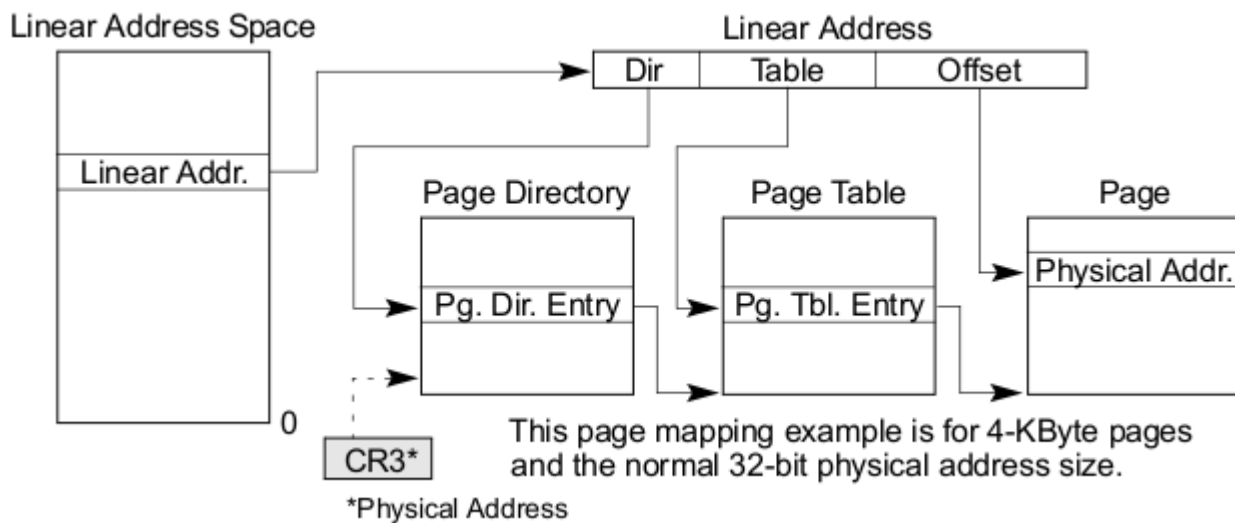 Linear Address Space
Linear Address
Dir Table Offset
Linear Addr.
Page Directory Page Table Page
Physical Addr.
Pg. Dir. Entry Pg. Tbl. Entry
0
This page mapping example is for 4-KByte pages
and the normal 32-bit physical address size.
CR3*
*Physical Address